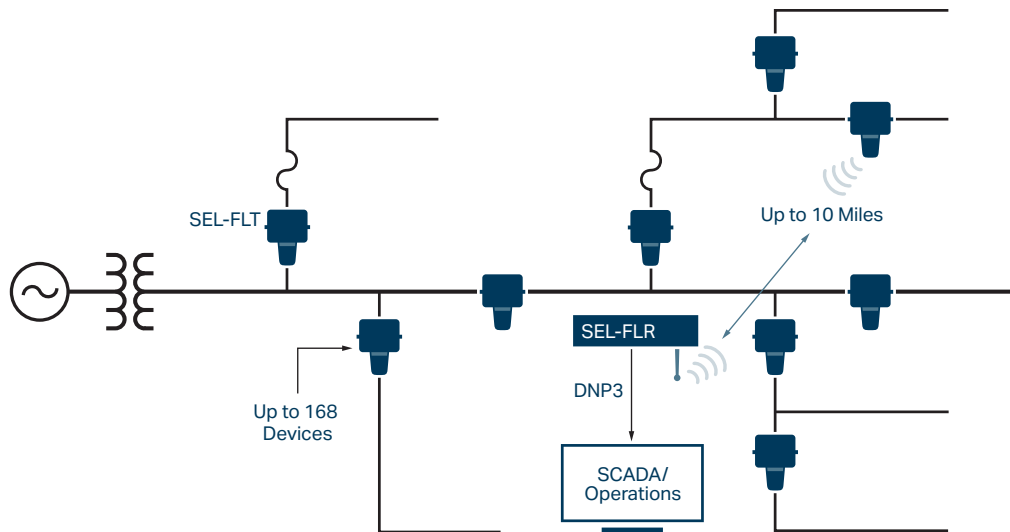 SEL-FLT
Up to 10 Miles
SEL-FLR
DNP3
Up to 168
Devices
SCADA/
Operations